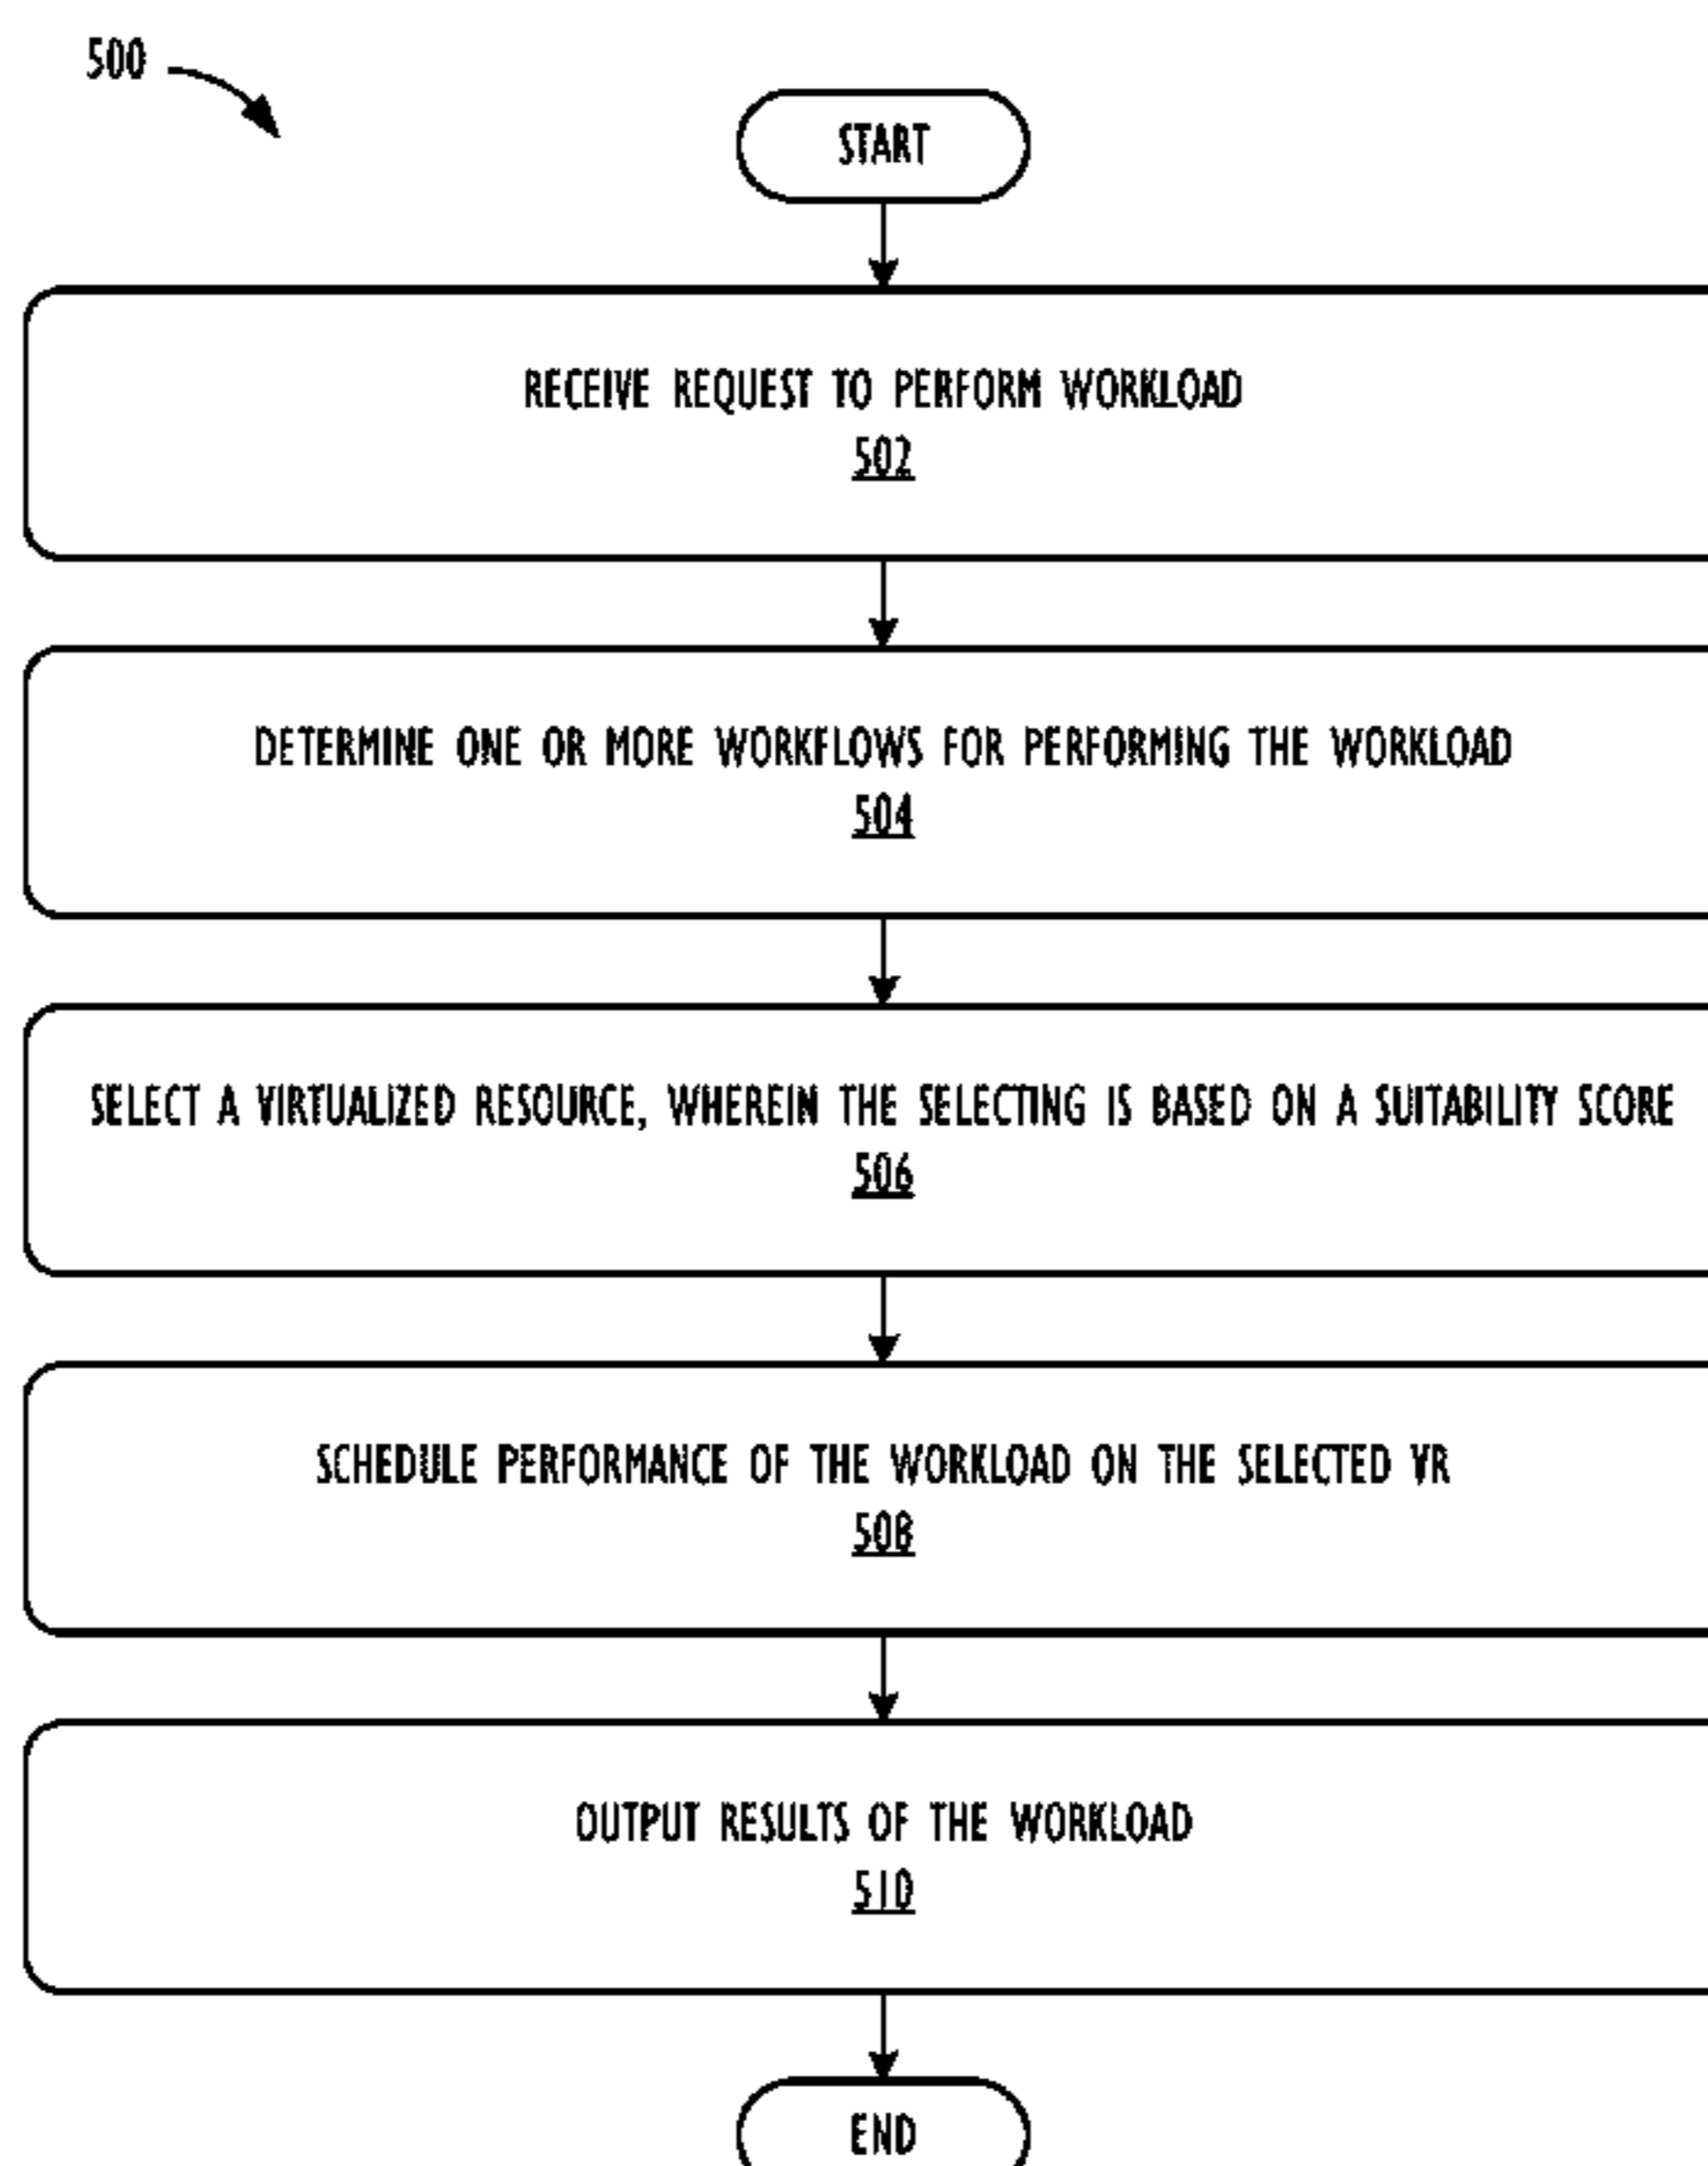 500
START
RECEIVE REQUEST TO PERFORM WORKLOAD
502
DETERMINE ONE OR MORE WORKFLOWS FOR PERFORMING THE WORKLOAD
504
SELECT A VIRTUALIZED RESOURCE, WHEREIN THE SELECTING IS BASED ON A SUITABILITY SCORE
506
SCHEDULE PERFORMANCE OF THE WORKLOAD ON THE SELECTED VR
508
OUTPUT RESULTS OF THE WORKLOAD
510
END